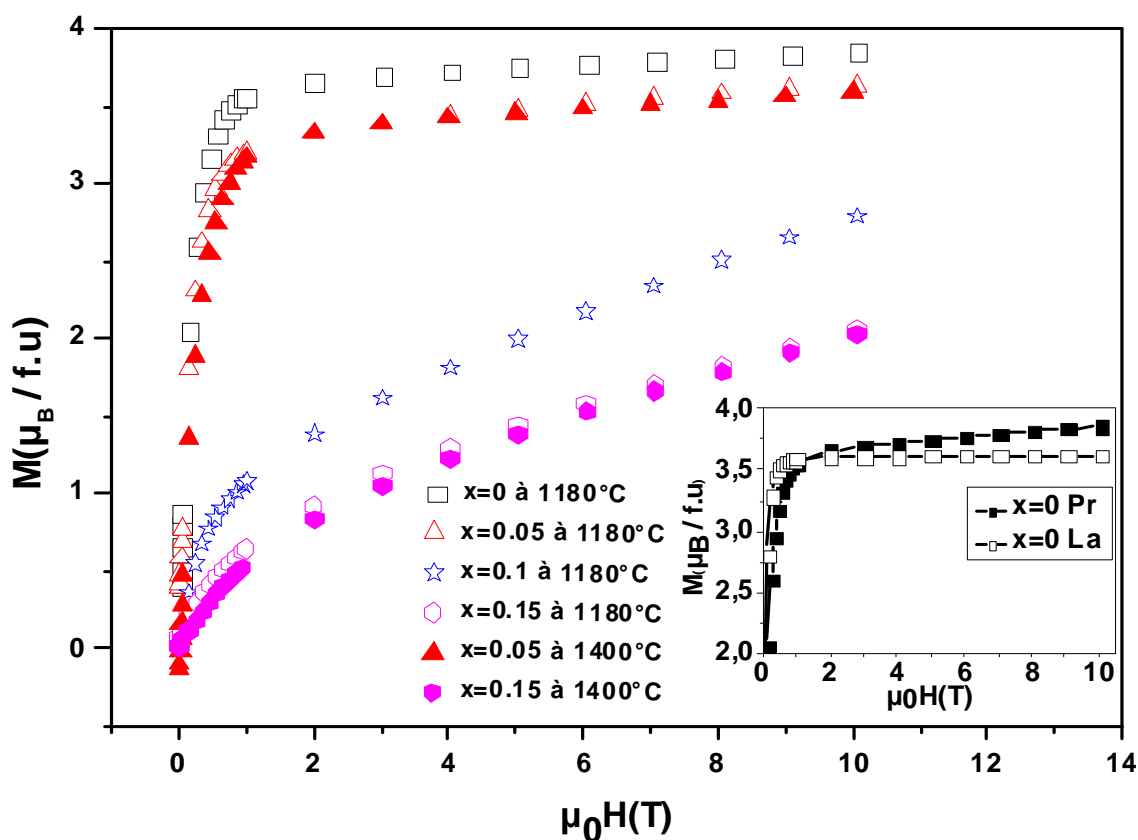 4
3
2
1
0
M(μB / f.u)
0 2 4 6 8 10 12 14
μ0H(T)
x=0 à 1180°C
x=0.05 à 1180°C
x=0.1 à 1180°C
x=0.15 à 1180°C
x=0.05 à 1400°C
x=0.15 à 1400°C
4,0
3,5
3,0
2,5
2,0
M(μB / f.u)
0 2 4 6 8 10
μ0H(T)
x=0 Pr
x=0 La